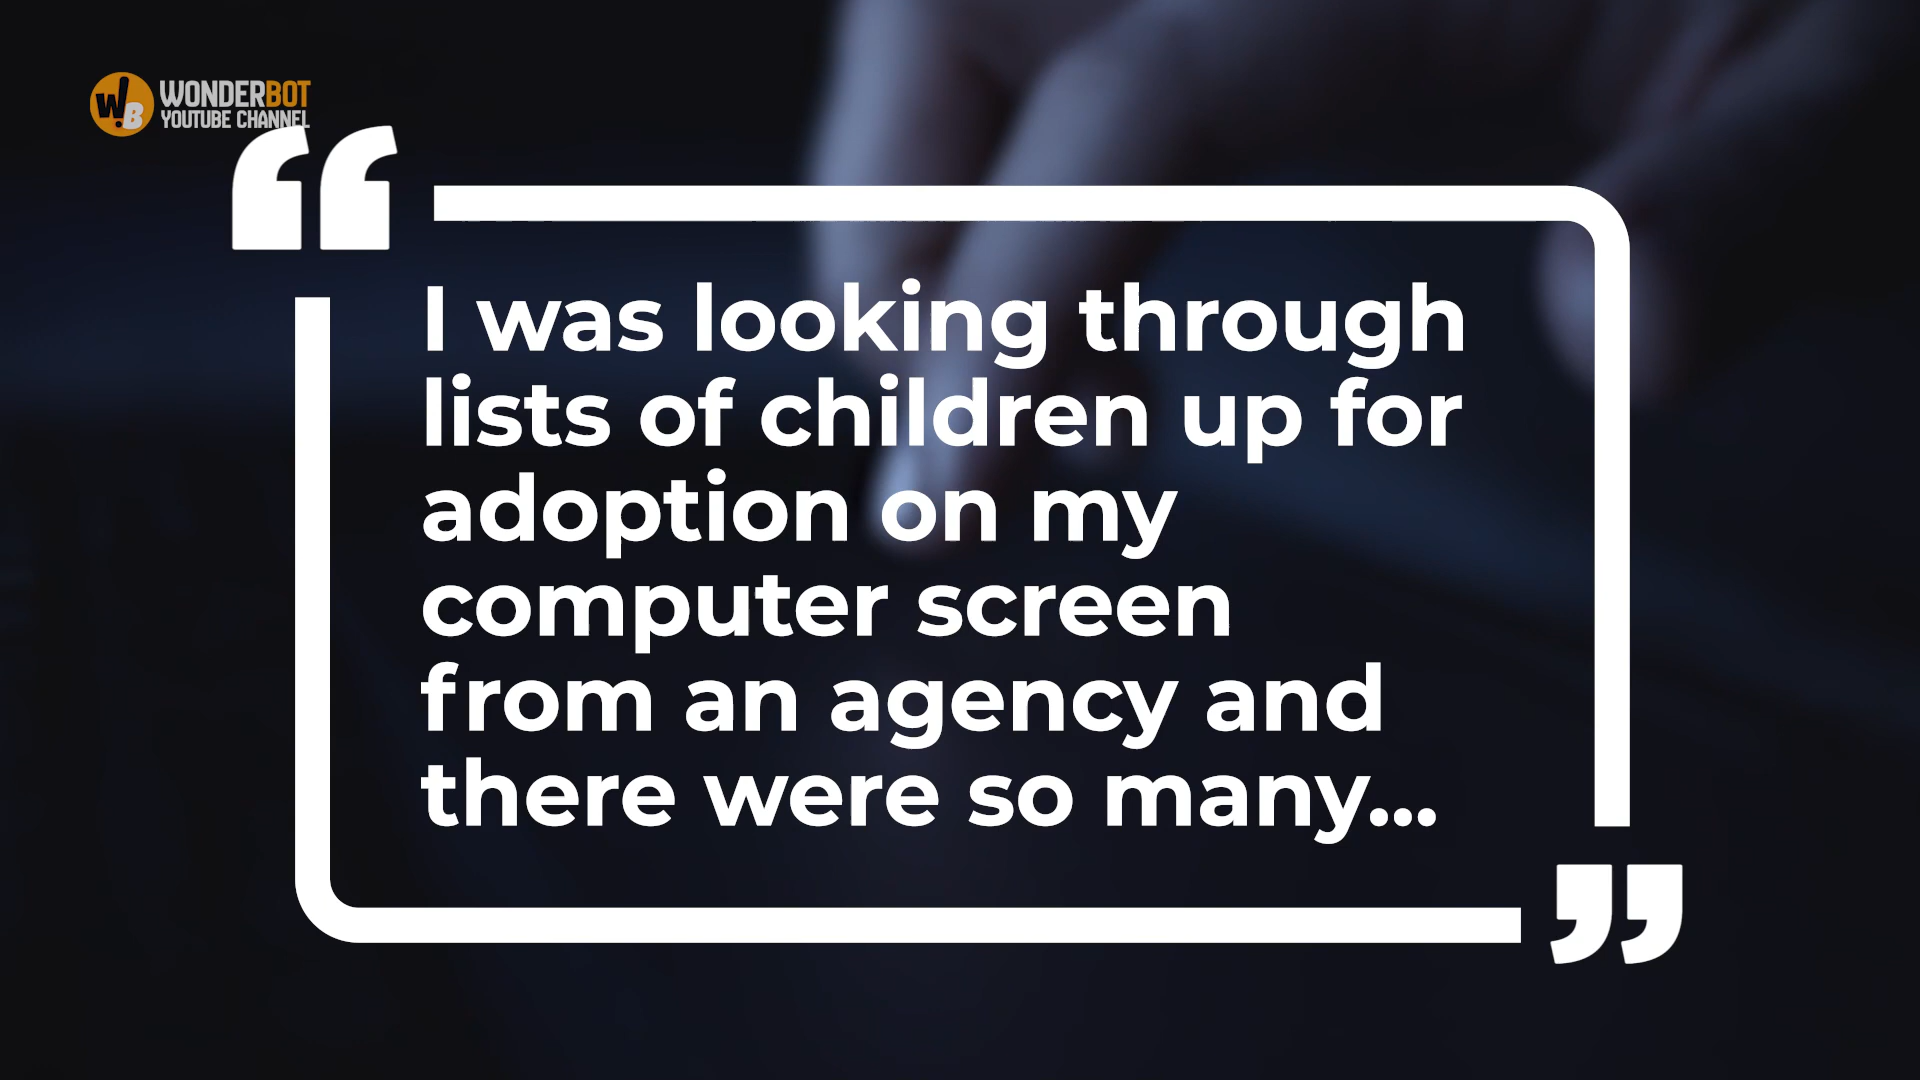 W!B
WONDERBOT
YOUTUBE CHANNEL
“
I was looking through
lists of children up for
adoption on my
computer screen
from an agency and
there were so many...
”